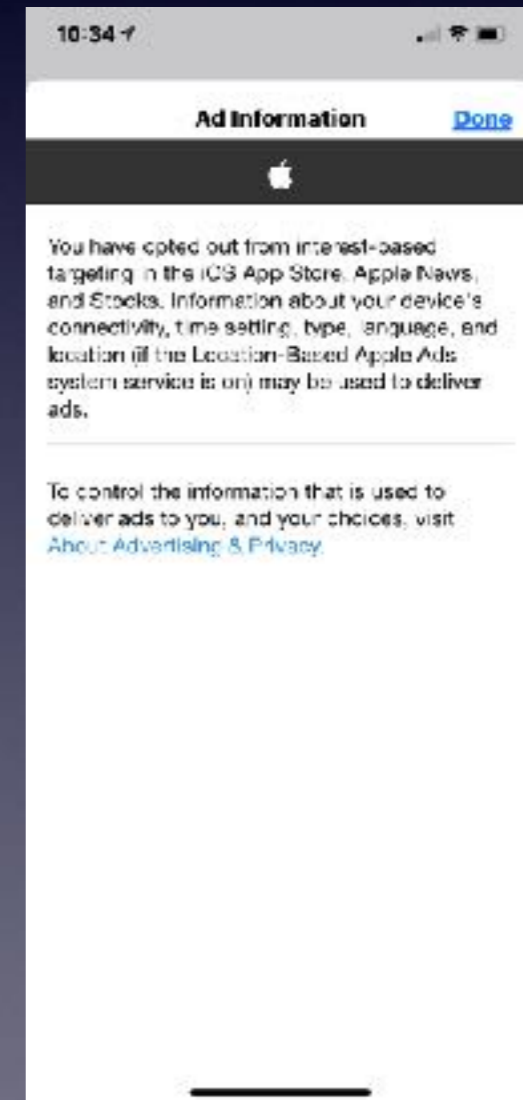 10:34
Ad Information
Done
You have opted out from interest-based
targeting in the iOS App Store, Apple News,
and Stocks. Information about your device's
connectivity, time setting, type, language, and
location (if the Location-Based Apple Ads
system service is on) may be used to deliver
ads.
To control the information that is used to
deliver ads to you, and your choices, visit
About Advertising & Privacy.